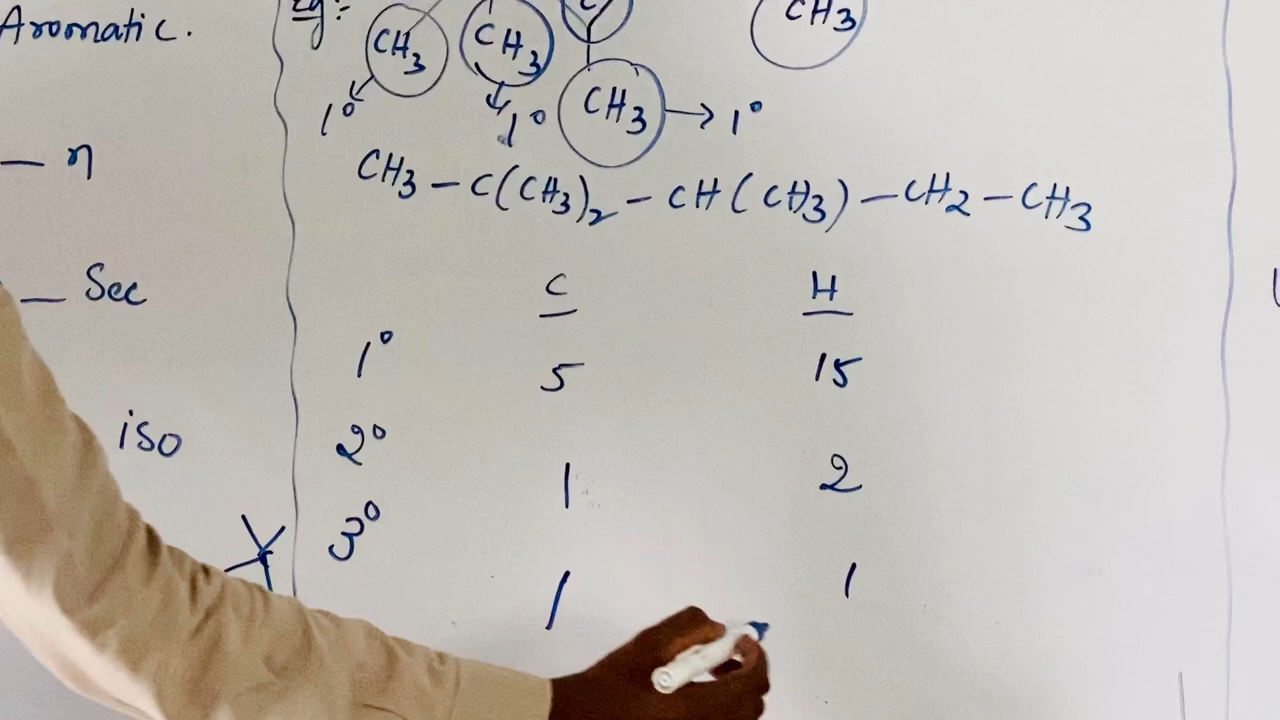 Aromatic.
Eg:-
C
CH3
CH3 CH3
1° 1° CH3 → 1°
— n
CH3 – C(CH3)2 – CH(CH3) – CH2 – CH3
— Sec
C H
1° 5 15
iso
2° 1 2
3° 1 1